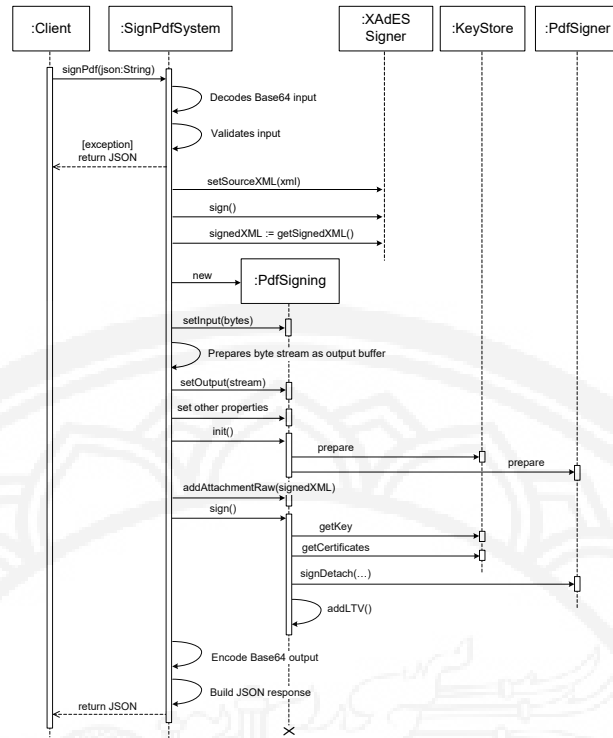 :Client
:SignPdfSystem
:XAdES
Signer
:KeyStore
:PdfSigner
signPdf(json:String)
Decodes Base64 input
Validates input
[exception]
return JSON
setSourceXML(xml)
sign()
signedXML := getSignedXML()
new
:PdfSigning
setInput(bytes)
Prepares byte stream as output buffer
setOutput(stream)
set other properties
init()
prepare
prepare
addAttachmentRaw(signedXML)
sign()
getKey
getCertificates
signDetach(...)
addLTV()
Encode Base64 output
Build JSON response
return JSON